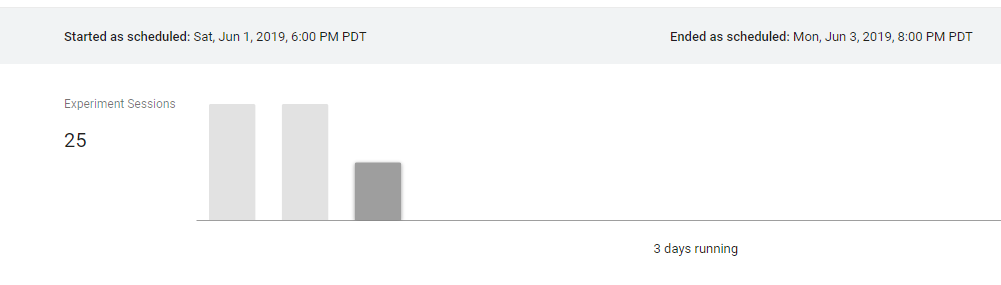 Started as scheduled: Sat, Jun 1, 2019, 6:00 PM PDT
Ended as scheduled: Mon, Jun 3, 2019, 8:00 PM PDT
Experiment Sessions
25
3 days running